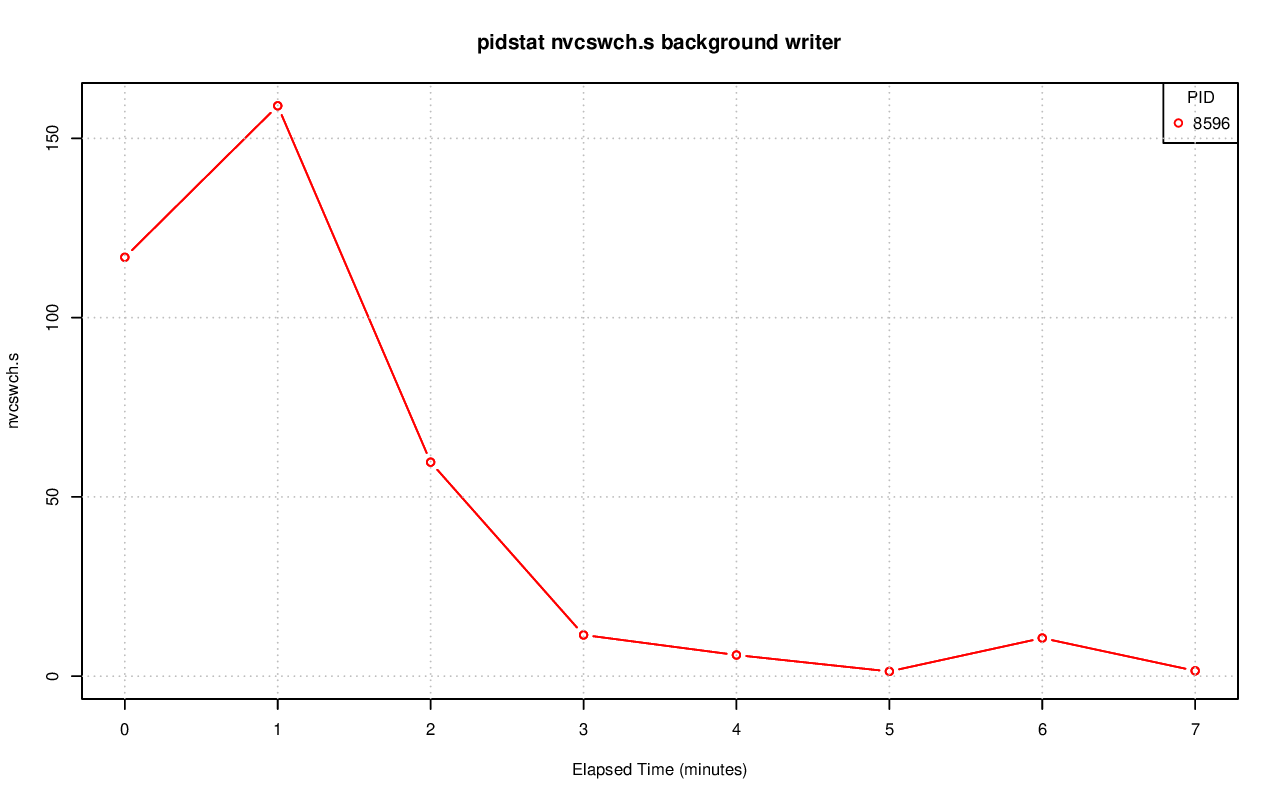 pidstat nvcswch.s background writer
PID
8596
nvcswch.s
150
100
50
0
0 1 2 3 4 5 6 7
Elapsed Time (minutes)